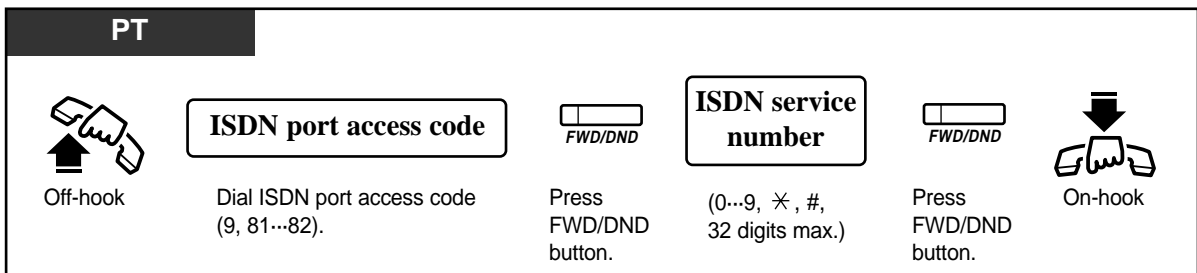 PT
ISDN port access code
FWD/DND
ISDN service
number
FWD/DND
Off-hook
Dial ISDN port access code
(9, 81···82).
Press
FWD/DND
button.
(0···9, ✳, #,
32 digits max.)
Press
FWD/DND
button.
On-hook